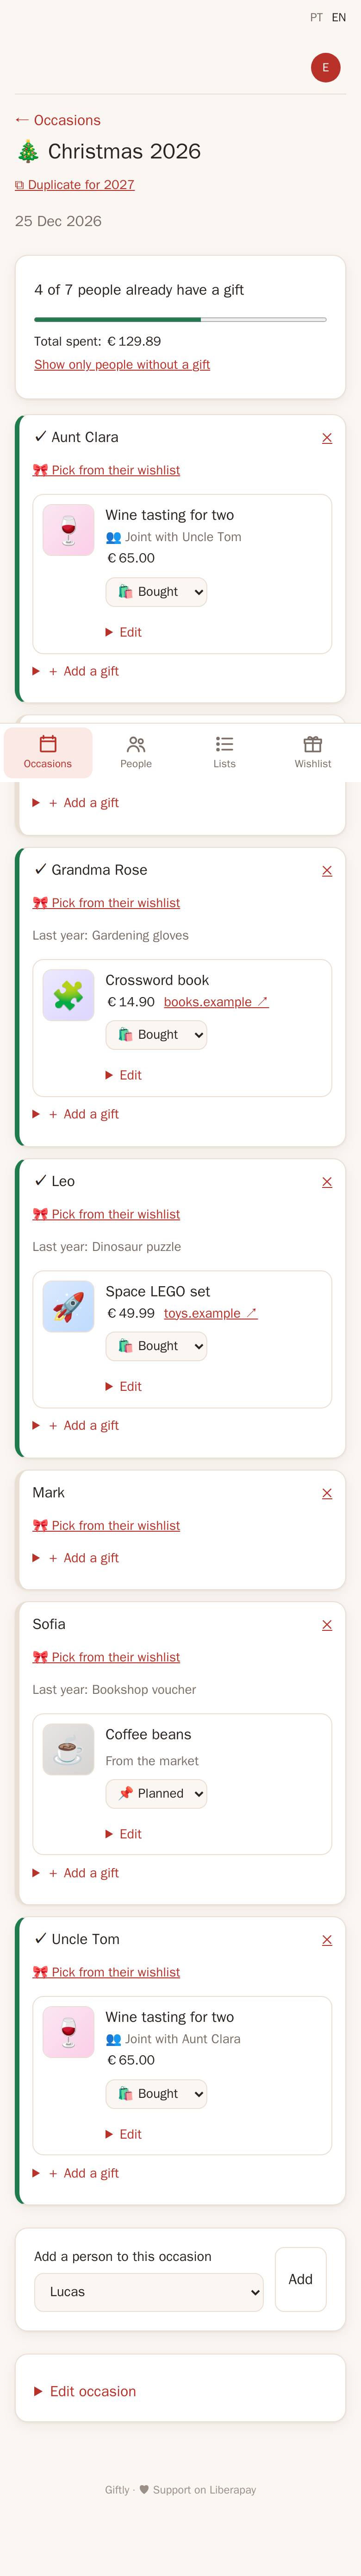 PT EN
E
← Occasions
🎄 Christmas 2026
⧉ Duplicate for 2027
25 Dec 2026
4 of 7 people already have a gift
Total spent: €129.89
Show only people without a gift
✓ Aunt Clara ×
🎀 Pick from their wishlist
Wine tasting for two
👥 Joint with Uncle Tom
€65.00
🛍️ Bought
▶ Edit
▶ + Add a gift
Occasions People Lists Wishlist
▶ + Add a gift
✓ Grandma Rose ×
🎀 Pick from their wishlist
Last year: Gardening gloves
Crossword book
€14.90 books.example ↗
🛍️ Bought
▶ Edit
▶ + Add a gift
✓ Leo ×
🎀 Pick from their wishlist
Last year: Dinosaur puzzle
Space LEGO set
€49.99 toys.example ↗
🛍️ Bought
▶ Edit
▶ + Add a gift
Mark ×
🎀 Pick from their wishlist
▶ + Add a gift
Sofia ×
🎀 Pick from their wishlist
Last year: Bookshop voucher
Coffee beans
From the market
📌 Planned
▶ Edit
▶ + Add a gift
✓ Uncle Tom ×
🎀 Pick from their wishlist
Wine tasting for two
👥 Joint with Aunt Clara
€65.00
🛍️ Bought
▶ Edit
▶ + Add a gift
Add a person to this occasion
Lucas
Add
▶ Edit occasion
Giftly · ♥ Support on Liberapay